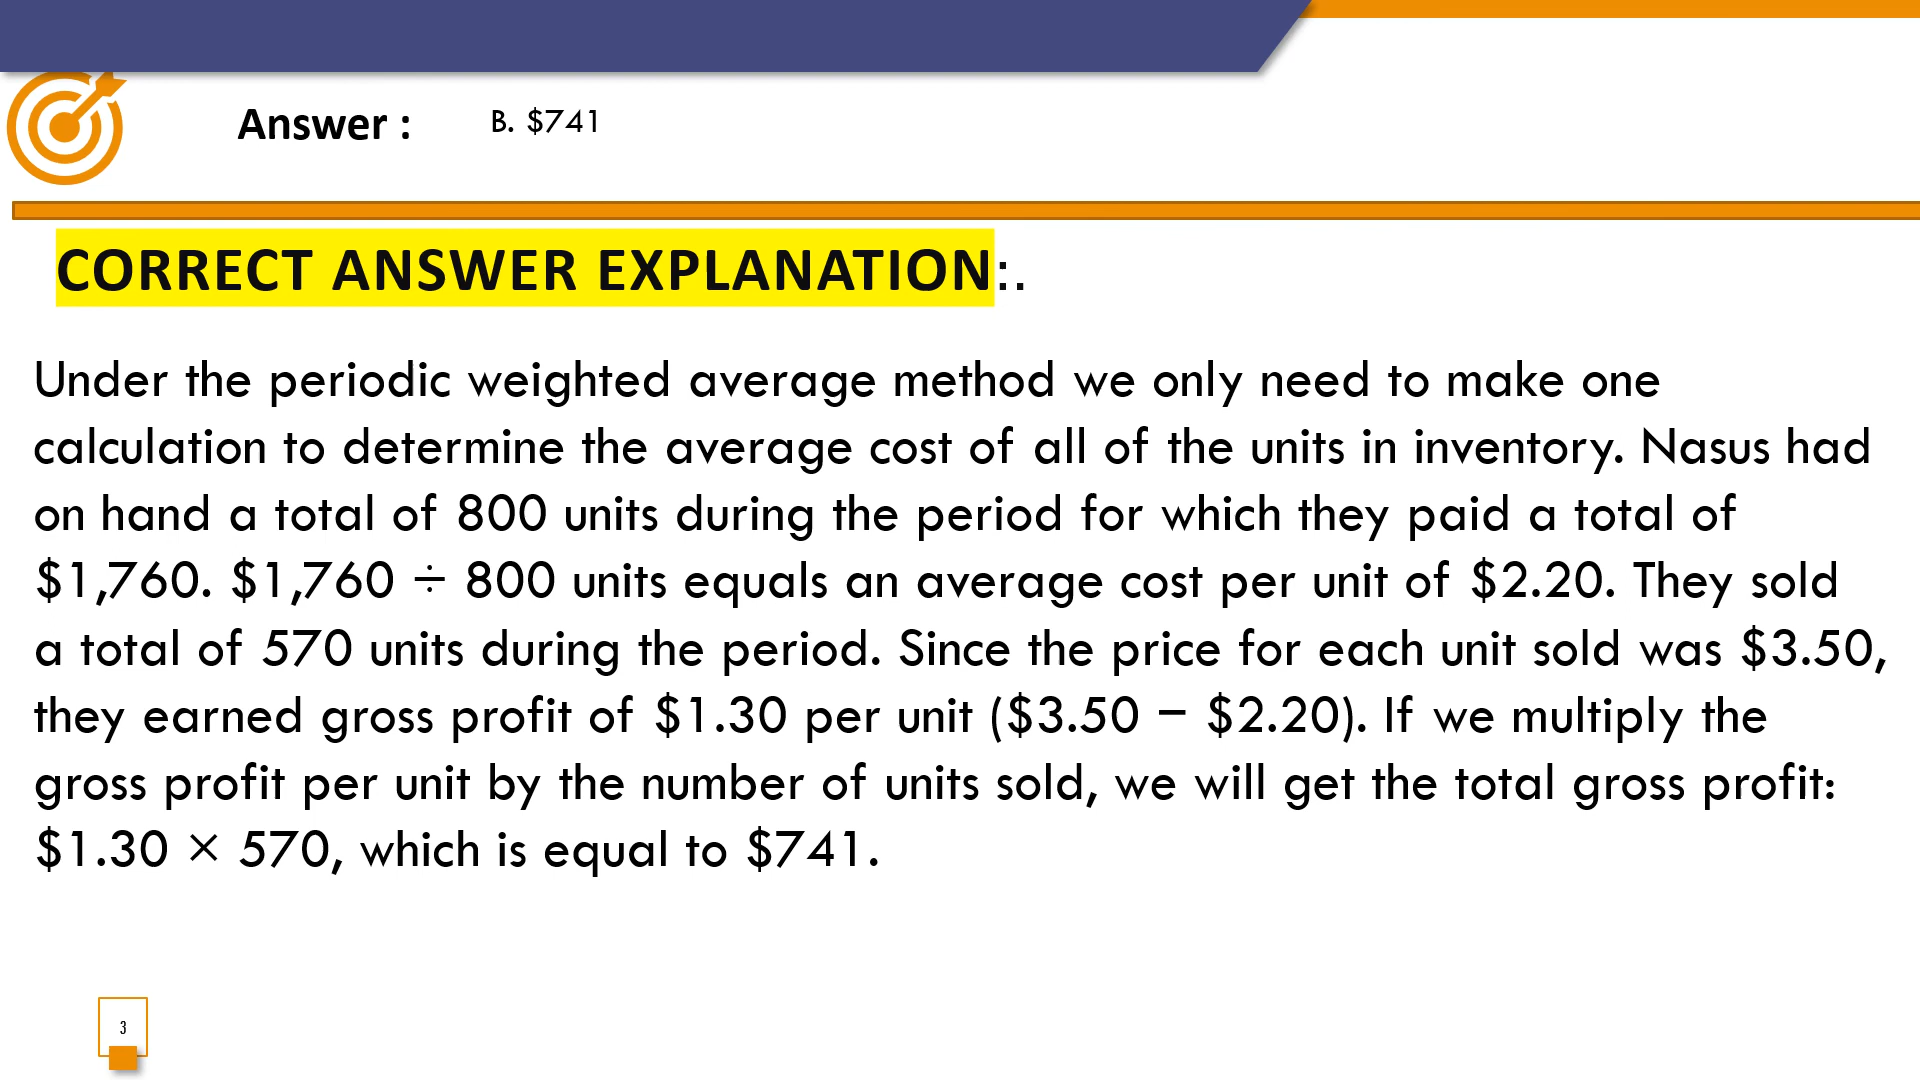 Answer :
B. $741
CORRECT ANSWER EXPLANATION:.
Under the periodic weighted average method we only need to make one
calculation to determine the average cost of all of the units in inventory. Nasus had
on hand a total of 800 units during the period for which they paid a total of
$1,760. $1,760 ÷ 800 units equals an average cost per unit of $2.20. They sold
a total of 570 units during the period. Since the price for each unit sold was $3.50,
they earned gross profit of $1.30 per unit ($3.50 − $2.20). If we multiply the
gross profit per unit by the number of units sold, we will get the total gross profit:
$1.30 × 570, which is equal to $741.
3